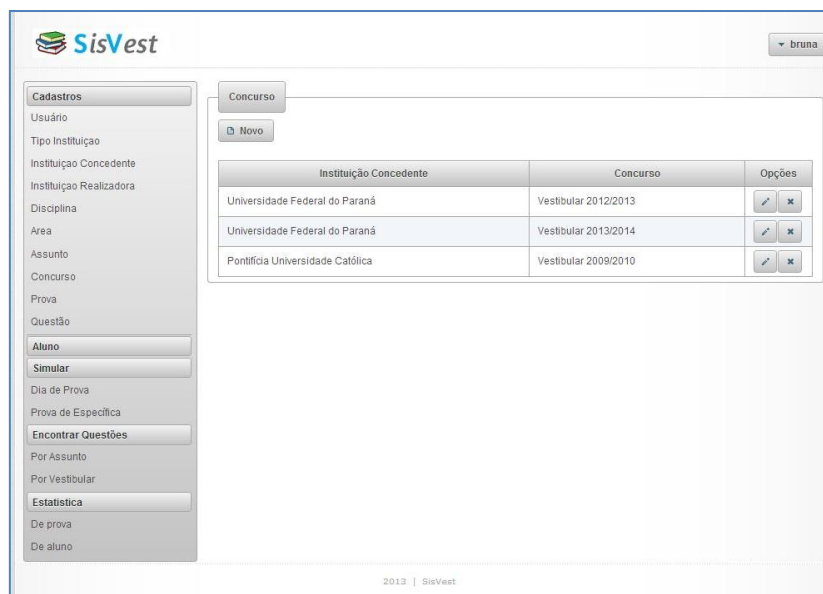 SisVest
bruna
Cadastros
Usuário
Tipo Instituiçao
Instituiçao Concedente
Instituiçao Realizadora
Disciplina
Area
Assunto
Concurso
Prova
Questão
Aluno
Simular
Dia de Prova
Prova de Específica
Encontrar Questões
Por Assunto
Por Vestibular
Estatistica
De prova
De aluno
Concurso
Novo
Instituição Concedente Concurso Opções
Universidade Federal do Paraná Vestibular 2012/2013
Universidade Federal do Paraná Vestibular 2013/2014
Pontifícia Universidade Católica Vestibular 2009/2010
2013 | SisVest